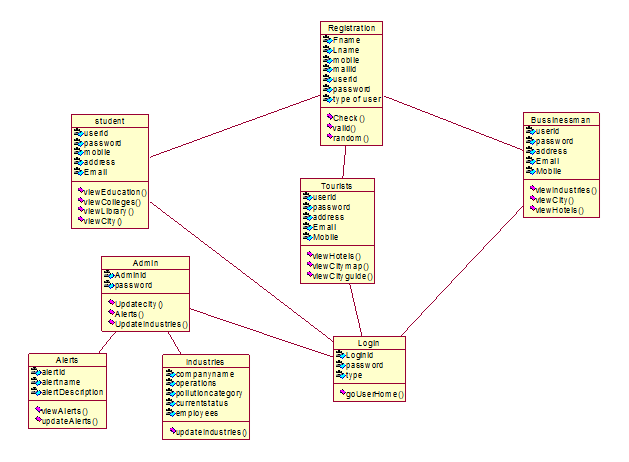 Registration
Fname
Lname
mobile
mailid
userid
password
type of user
Check()
valid()
random()
student
userid
password
mobile
address
Email
viewEducation()
viewColleges()
viewLibrary()
viewCity()
Bussinessman
userid
password
address
Email
Mobile
viewIndustries()
viewCity()
viewHotels()
Tourists
userid
password
address
Email
Mobile
viewHotels()
viewCitymap()
viewCityguide()
Admin
AdminId
password
Updatecity()
Alerts()
UpdateIndustries()
Login
LoginId
password
type
goUserHome()
Alerts
alertid
alertname
alertDescription
viewAlerts()
updateAlerts()
Industries
companyname
operations
pollutioncategory
currentstatus
employees
updateIndustries()